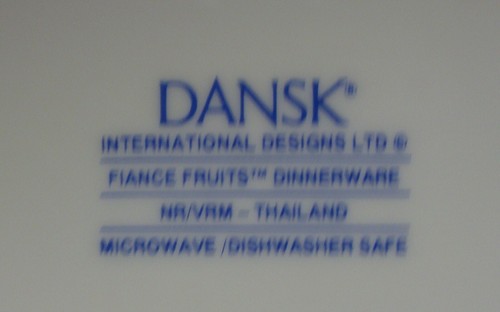 DANSK®
INTERNATIONAL DESIGNS LTD ©
FIANCE FRUITS™ DINNERWARE
NR/VRM - THAILAND
MICROWAVE /DISHWASHER SAFE